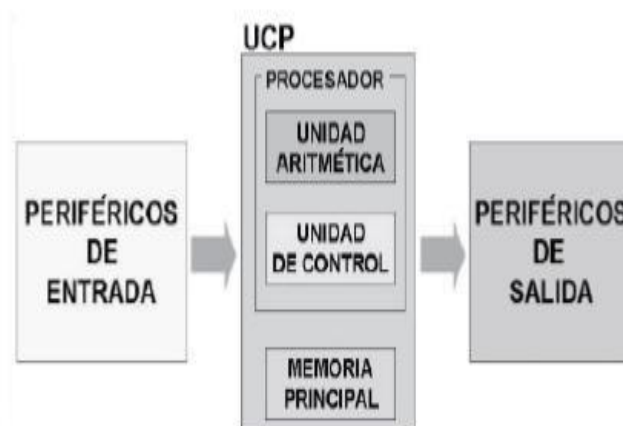 UCP
PROCESADOR
UNIDAD
ARITMÉTICA
UNIDAD
DE CONTROL
MEMORIA
PRINCIPAL
PERIFÉRICOS
DE
ENTRADA
PERIFÉRICOS
DE
SALIDA